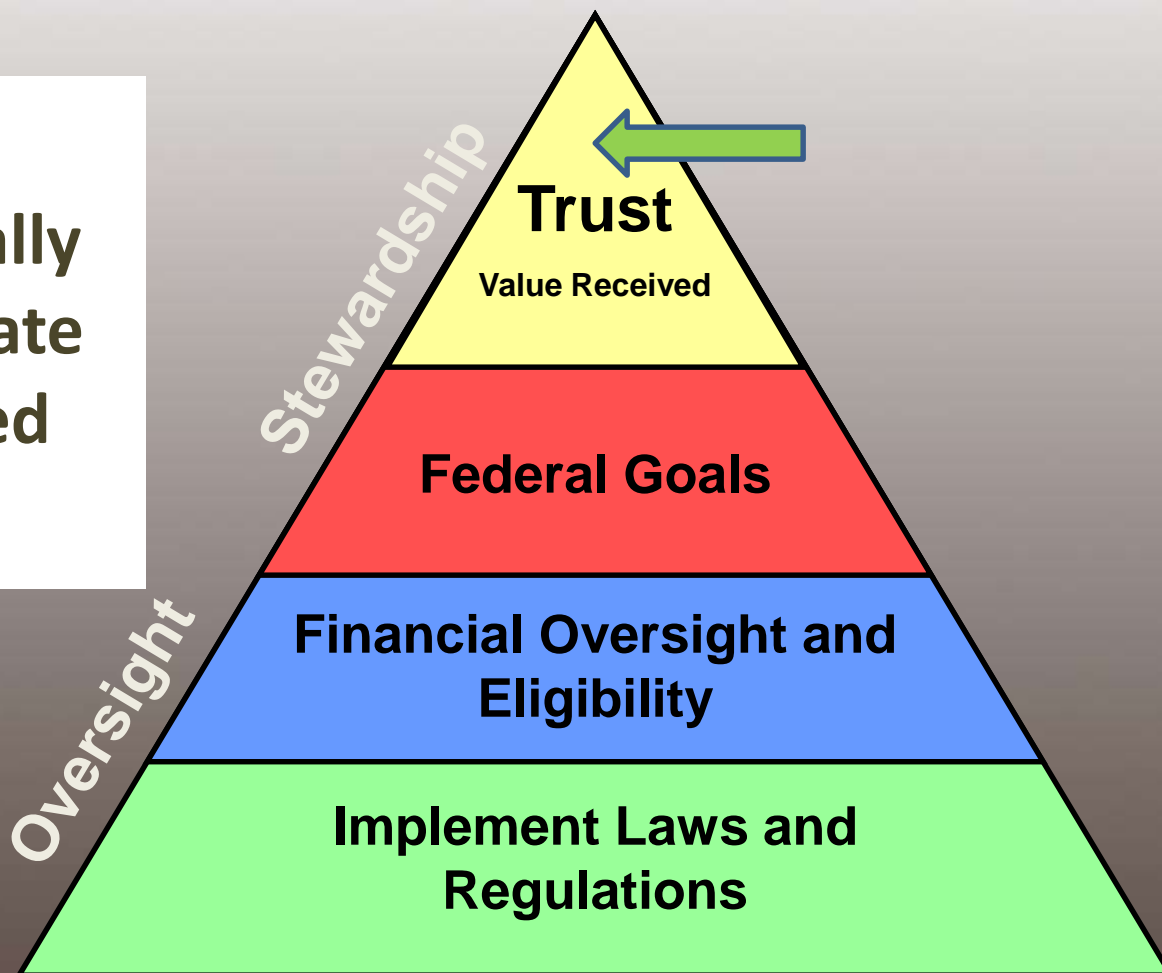 ally
ate
ed
Stewardship
Oversight
Trust
Value Received
Federal Goals
Financial Oversight and
Eligibility
Implement Laws and
Regulations